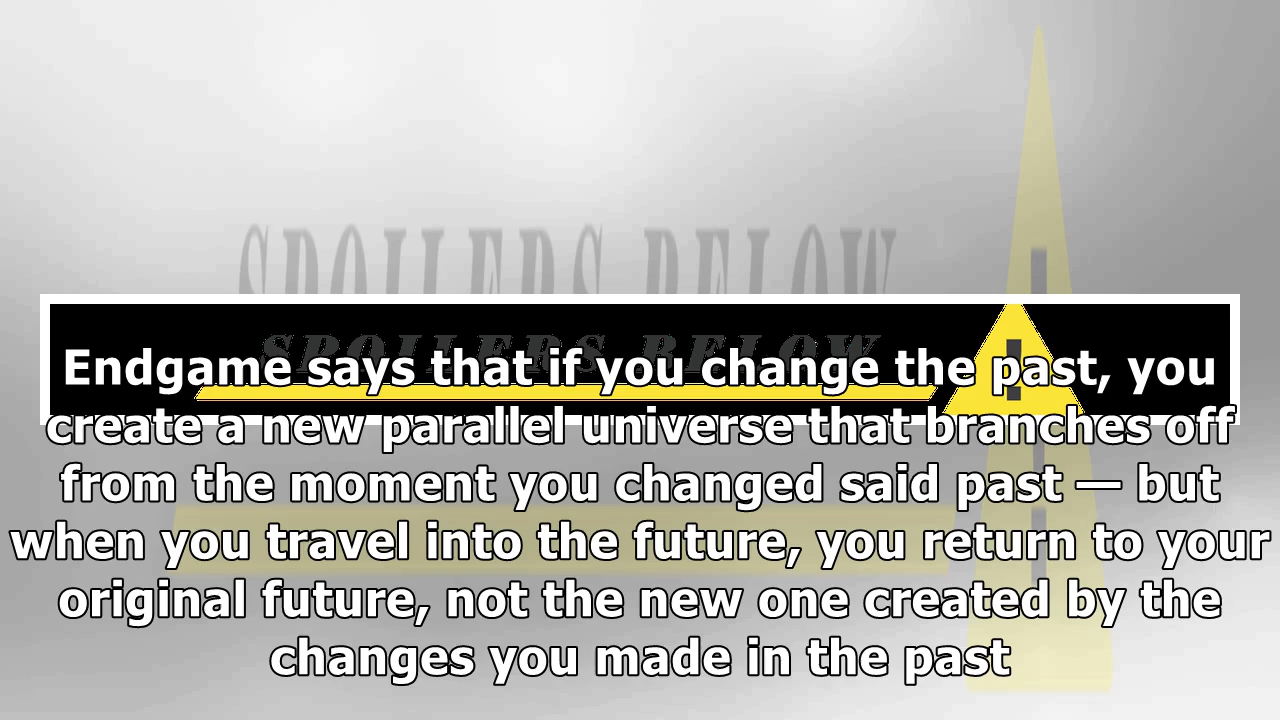 SPOILERS BELOW
SPOILERS BELOW
Endgame says that if you change the past, you
create a new parallel universe that branches off
from the moment you changed said past — but
when you travel into the future, you return to your
original future, not the new one created by the
changes you made in the past